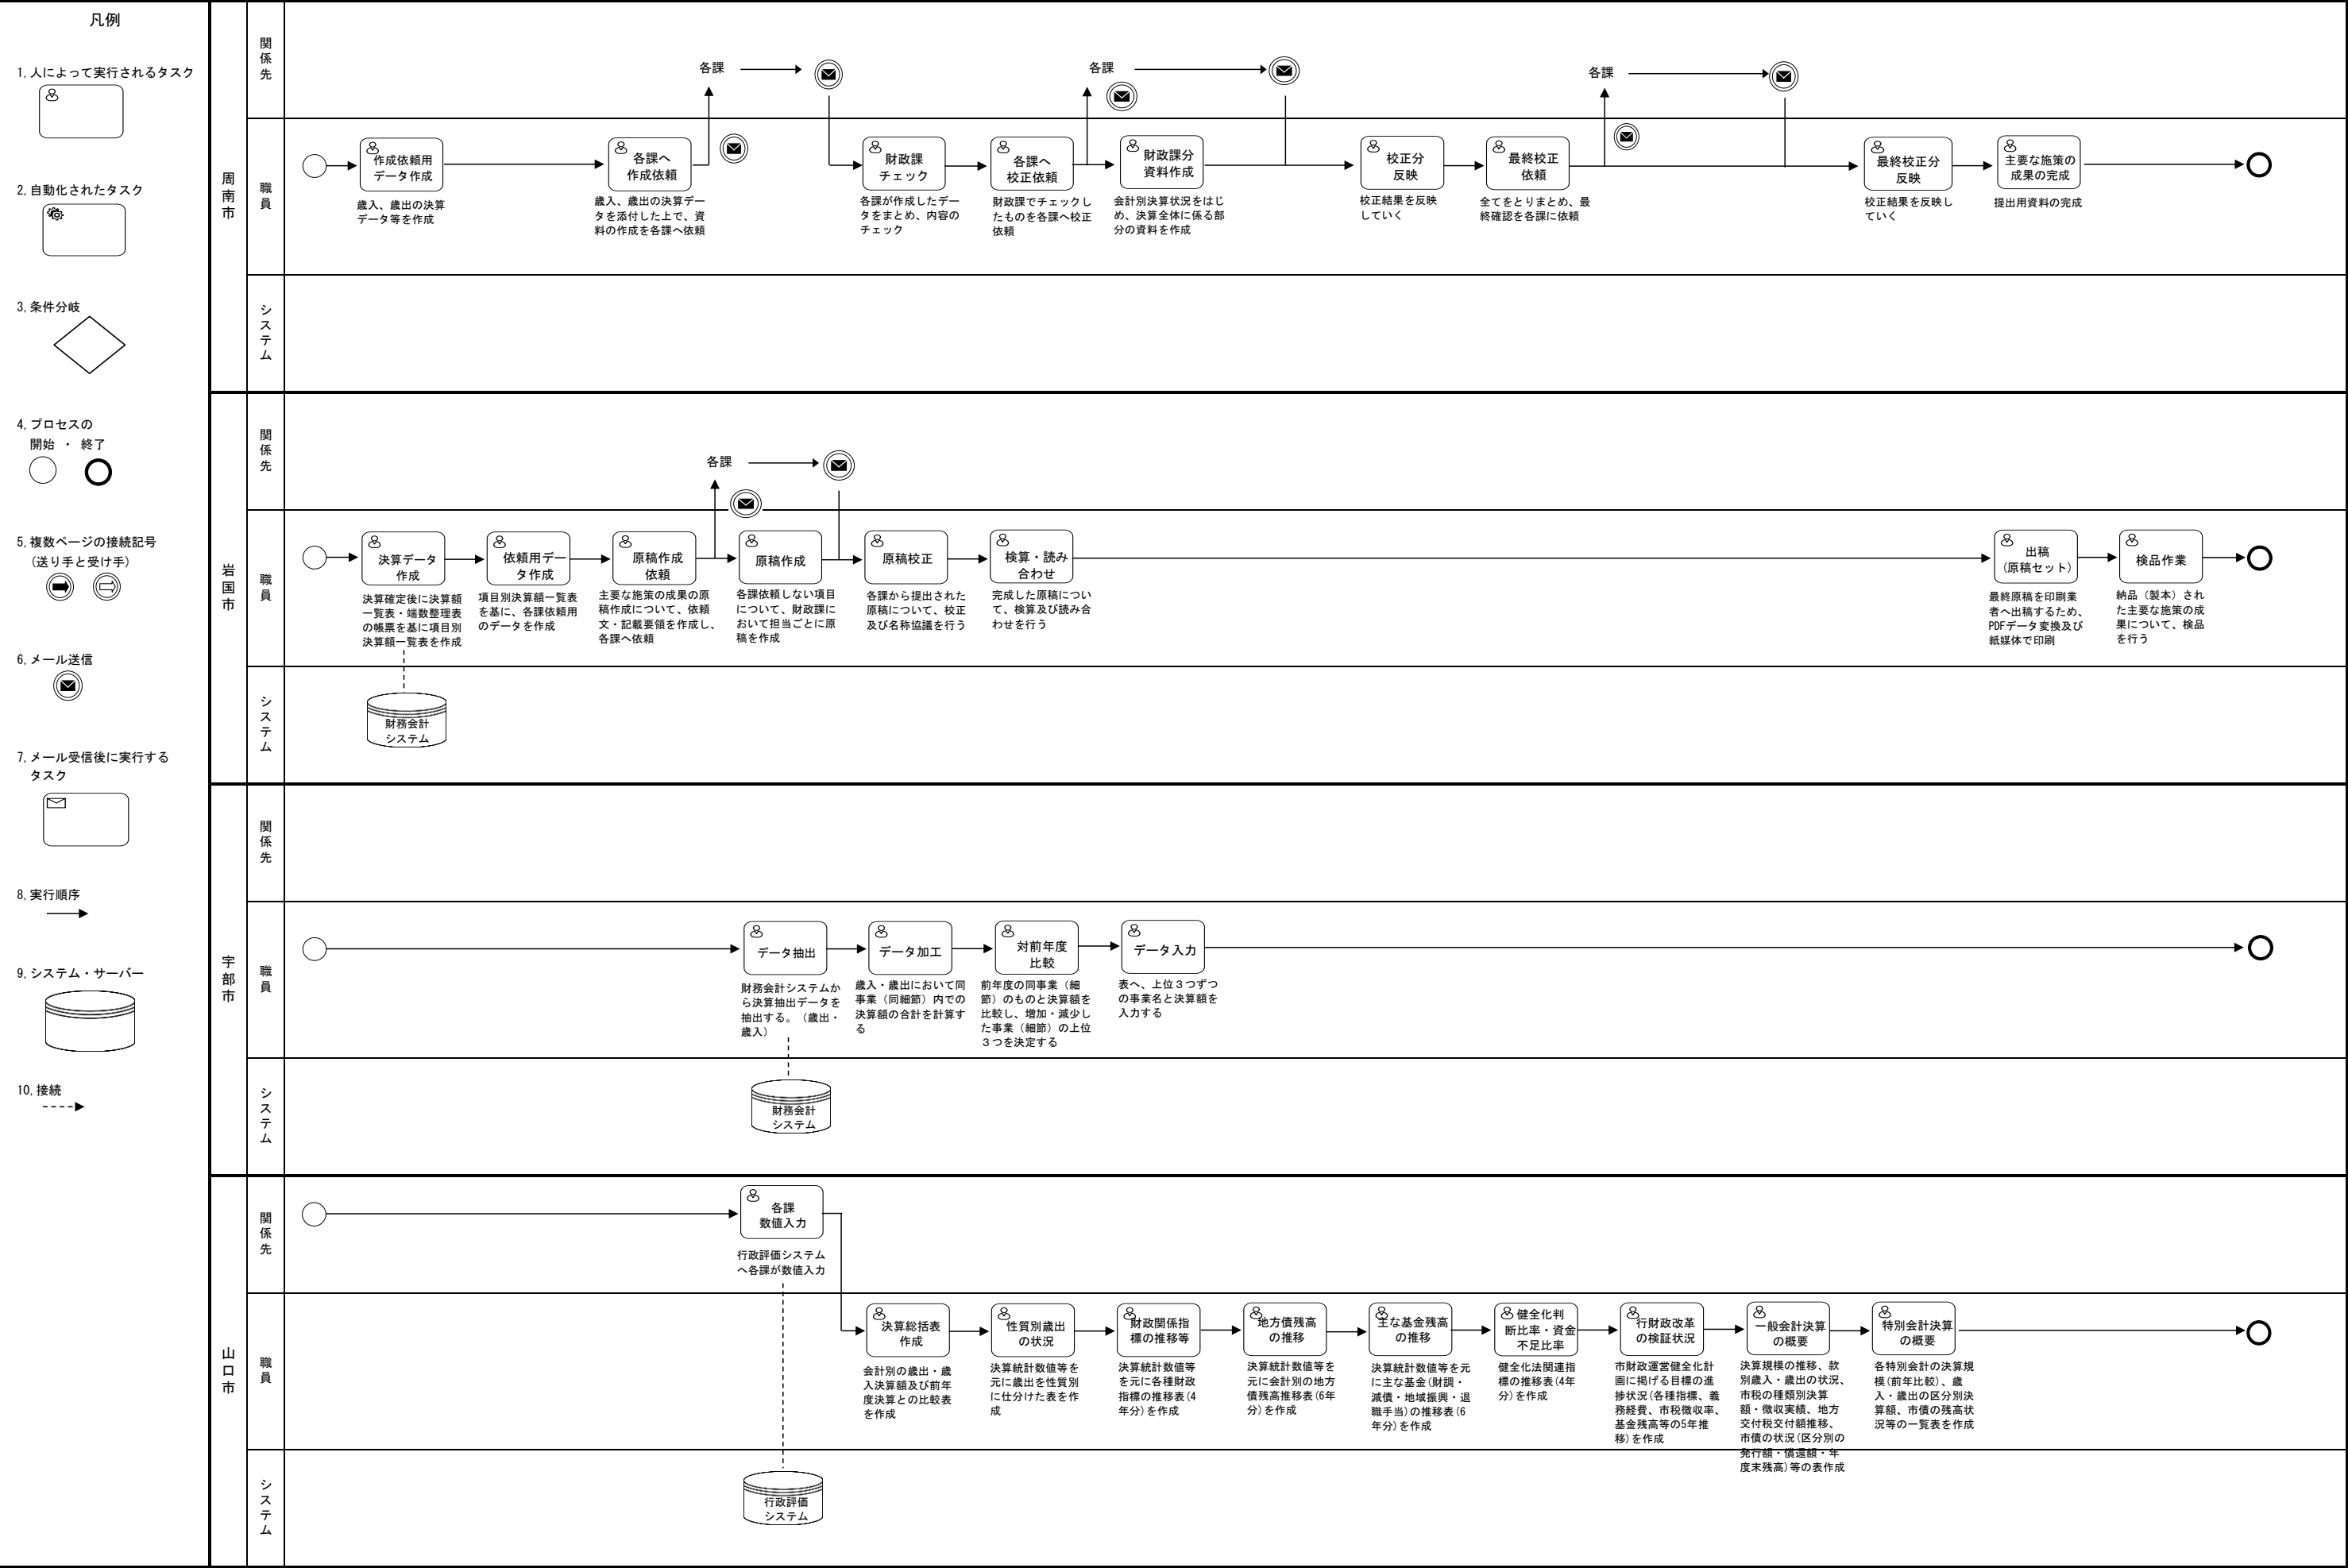 凡例
1,人によって実行されるタスク
2,自動化されたタスク
3,条件分岐
4,プロセスの
開始 ・ 終了
5,複数ページの接続記号
(送り手と受け手)
6,メール送信
7,メール受信後に実行する
タスク
8,実行順序
9,システム・サーバー
10,接続
周南市
関係先
各課
各課
各課
職員
作成依頼用
データ作成
歳入、歳出の決算
データ等を作成
各課へ
作成依頼
歳入、歳出の決算デー
タを添付した上で、資
料の作成を各課へ依頼
財政課
チェック
各課が作成したデー
タをまとめ、内容の
チェック
各課へ
校正依頼
財政課でチェックし
たものを各課へ校正
依頼
財政課分
資料作成
会計別決算状況をはじ
め、決算全体に係る部
分の資料を作成
校正分
反映
校正結果を反映
していく
最終校正
依頼
全てをとりまとめ、最
終確認を各課に依頼
最終校正分
反映
校正結果を反映し
ていく
主要な施策の
成果の完成
提出用資料の完成
システム
岩国市
関係先
各課
職員
決算データ
作成
決算確定後に決算額
一覧表・端数整理表
の帳票を基に項目別
決算額一覧表を作成
依頼用デー
タ作成
項目別決算額一覧表
を基に、各課依頼用
のデータを作成
原稿作成
依頼
主要な施策の成果の原
稿作成について、依頼
文・記載要領を作成し、
各課へ依頼
原稿作成
各課依頼しない項目
について、財政課に
おいて担当ごとに原
稿を作成
原稿校正
各課から提出された
原稿について、校正
及び名称協議を行う
検算・読み
合わせ
完成した原稿につい
て、検算及び読み合
わせを行う
出稿
(原稿セット)
最終原稿を印刷業
者へ出稿するため、
PDFデータ変換及び
紙媒体で印刷
検品作業
納品（製本）され
た主要な施策の成
果について、検品
を行う
システム
財務会計
システム
宇部市
関係先
職員
データ抽出
財務会計システムか
ら決算抽出データを
抽出する。（歳出・
歳入）
データ加工
歳入・歳出において同
事業（同細節）内での
決算額の合計を計算す
る
対前年度
比較
前年度の同事業（細
節）のものと決算額を
比較し、増加・減少し
た事業（細節）の上位
３つを決定する
データ入力
表へ、上位３つずつ
の事業名と決算額を
入力する
システム
財務会計
システム
山口市
関係先
各課
数値入力
行政評価システム
へ各課が数値入力
職員
決算総括表
作成
会計別の歳出・歳
入決算額及び前年
度決算との比較表
を作成
性質別歳出
の状況
決算統計数値等を
元に歳出を性質別
に仕分けた表を作
成
財政関係指
標の推移等
決算統計数値等
を元に各種財政
指標の推移表(4
年分)を作成
地方債残高
の推移
決算統計数値等を
元に会計別の地方
債残高推移表(6年
分)を作成
主な基金残高
の推移
決算統計数値等を元
に主な基金(財調・
減債・地域振興・退
職手当)の推移表(6
年分)を作成
健全化判
断比率・資金
不足比率
健全化法関連指
標の推移表(4年
分)を作成
行財政改革
の検証状況
市財政運営健全化計
画に掲げる目標の進
捗状況(各種指標、義
務経費、市税徴収率、
基金残高等の5年推
移)を作成
一般会計決算
の概要
決算規模の推移、款
別歳入・歳出の状況、
市税の種類別決算
額・徴収実績、地方
交付税交付額推移、
市債の状況(区分別の
発行額・償還額・年
度末残高)等の表作成
特別会計決算
の概要
各特別会計の決算規
模(前年比較)、歳
入・歳出の区分別決
算額、市債の残高状
況等の一覧表を作成
システム
行政評価
システム